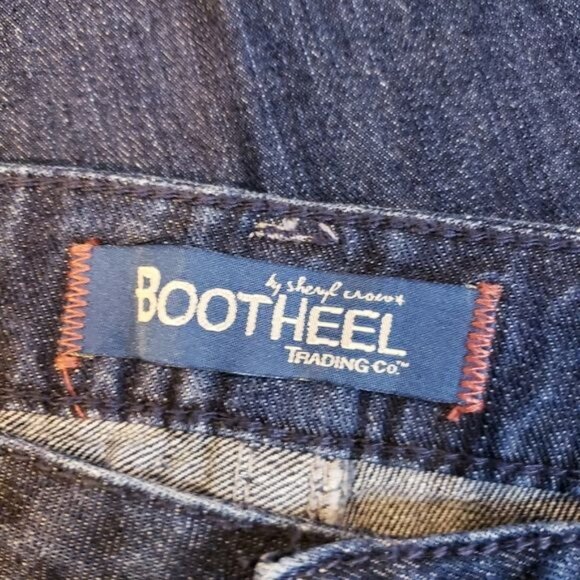 by sheryl crow
BOOTHEEL
TRADING Co.™